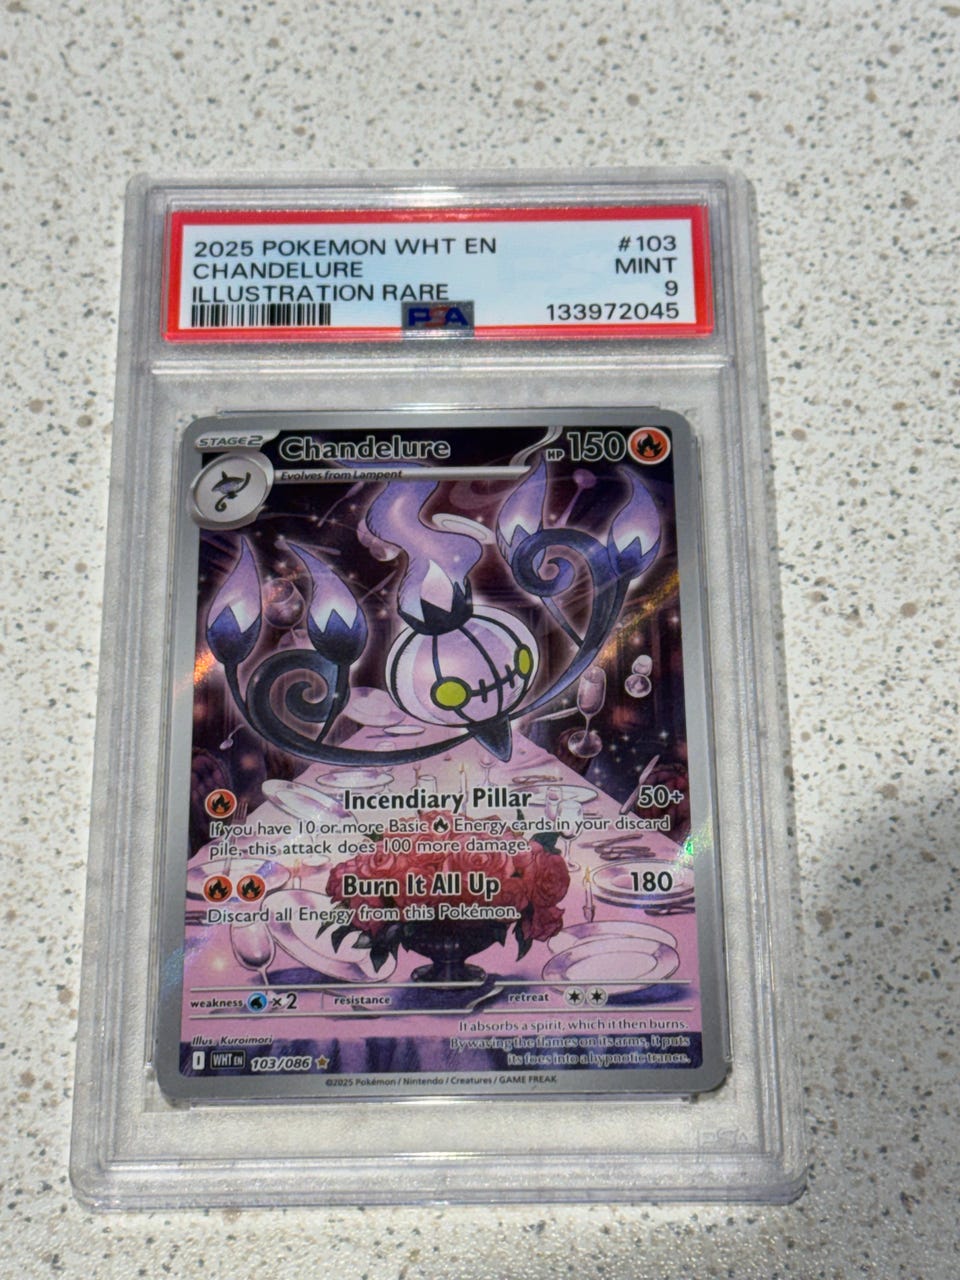 2025 POKEMON WHT EN #103
CHANDELURE MINT
ILLUSTRATION RARE 9
PSA 133972045
STAGE 2 Chandelure HP 150
Evolves from Lampent
Incendiary Pillar 50+
If you have 10 or more Basic Energy cards in your discard
pile, this attack does 100 more damage.
Burn It All Up 180
Discard all Energy from this Pokémon.
weakness ×2 resistance retreat
It absorbs a spirit, which it then burns.
By waving the flames on its arms, it puts
its foes into a hypnotic trance.
Illus. Kuroimori
I WHT EN 103/086
©2025 Pokémon / Nintendo / Creatures / GAME FREAK
PSA